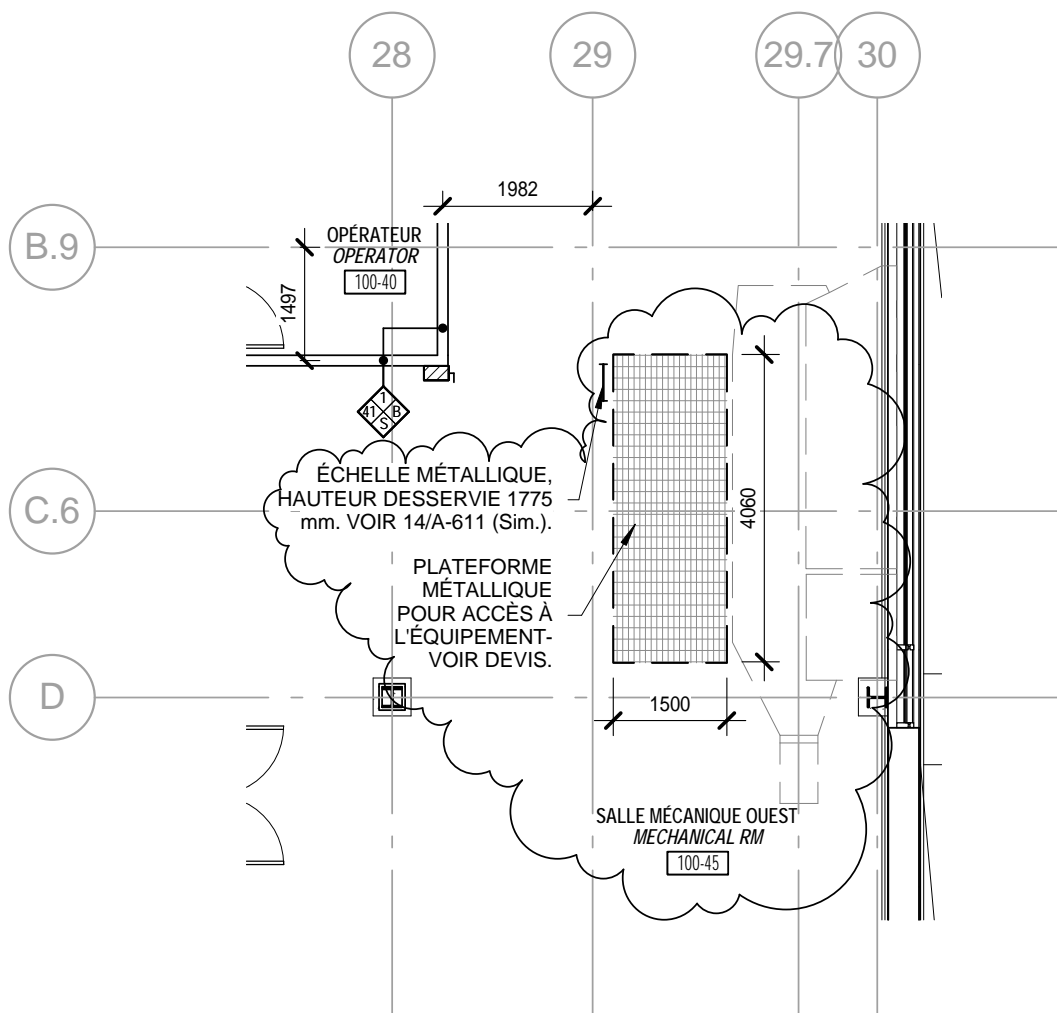 28
29
29.7
30
1982
B.9
OPÉRATEUR
OPERATOR
100-40
1497
1
41
B
S
ÉCHELLE MÉTALLIQUE,
HAUTEUR DESSERVIE 1775
mm. VOIR 14/A-611 (Sim.).
C.6
4060
PLATEFORME
MÉTALLIQUE
POUR ACCÈS À
L'ÉQUIPEMENT-
VOIR DEVIS.
D
1500
SALLE MÉCANIQUE OUEST
MECHANICAL RM
100-45